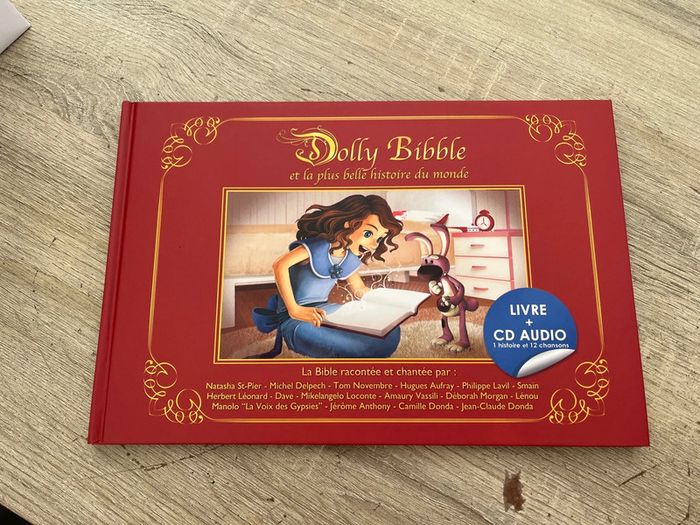 Dolly Bibble
et la plus belle histoire du monde
LIVRE
+
CD AUDIO
1 histoire et 12 chansons
La Bible racontée et chantée par :
Natasha St-Pier - Michel Delpech - Tom Novembre - Hugues Aufray - Philippe Lavil - Smaïn
Herbert Léonard - Dave - Mikelangelo Loconte - Amaury Vassili - Déborah Morgan - Lènou
Manolo "La Voix des Gypsies" - Jérôme Anthony - Camille Donda - Jean-Claude Donda